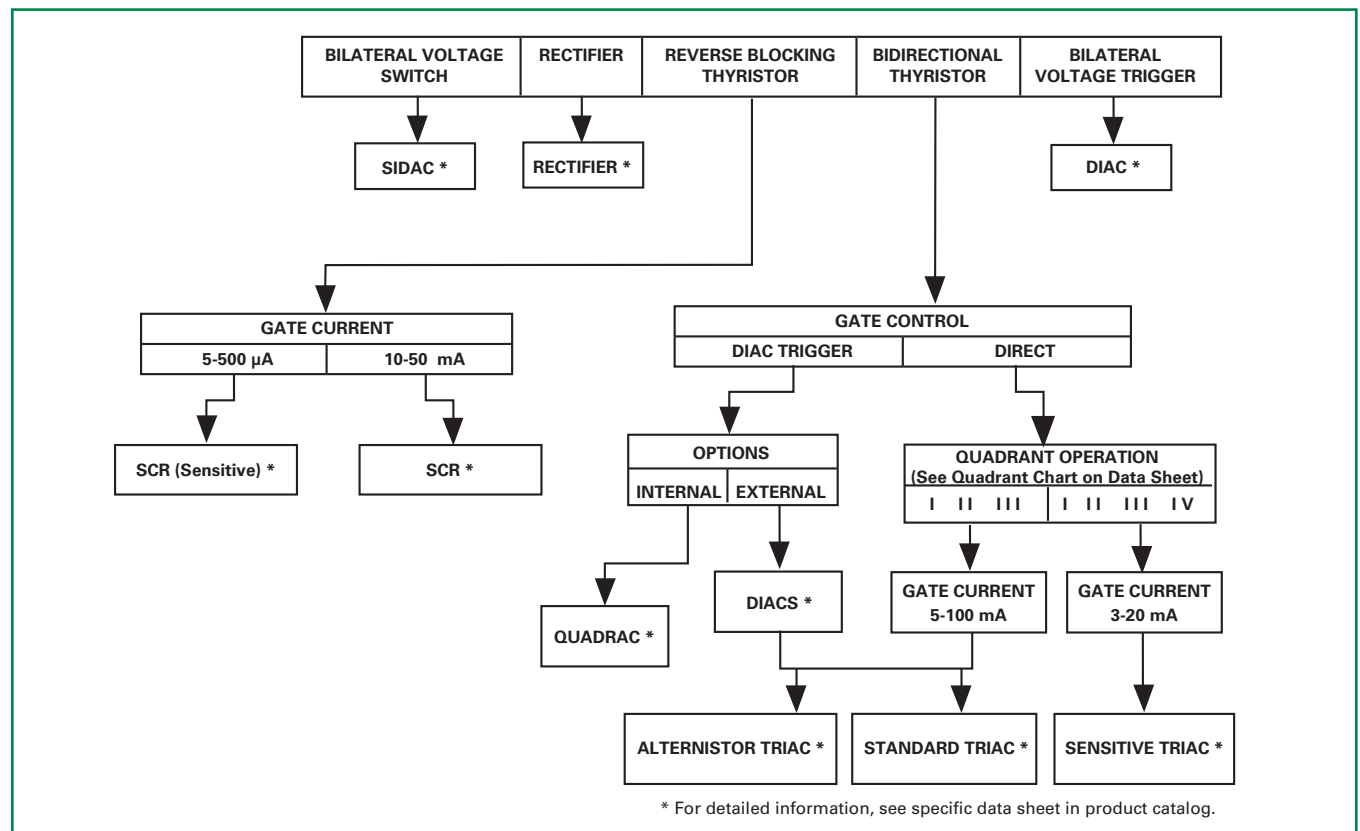 BILATERAL VOLTAGE SWITCH
RECTIFIER
REVERSE BLOCKING THYRISTOR
BIDIRECTIONAL THYRISTOR
BILATERAL VOLTAGE TRIGGER
SIDAC *
RECTIFIER *
DIAC *
GATE CURRENT
5-500 µA
10-50 mA
SCR (Sensitive) *
SCR *
GATE CONTROL
DIAC TRIGGER
DIRECT
OPTIONS
INTERNAL
EXTERNAL
QUADRANT OPERATION
(See Quadrant Chart on Data Sheet)
I II III
I II III IV
QUADRAC *
DIACS *
GATE CURRENT
5-100 mA
GATE CURRENT
3-20 mA
ALTERNISTOR TRIAC *
STANDARD TRIAC *
SENSITIVE TRIAC *
* For detailed information, see specific data sheet in product catalog.